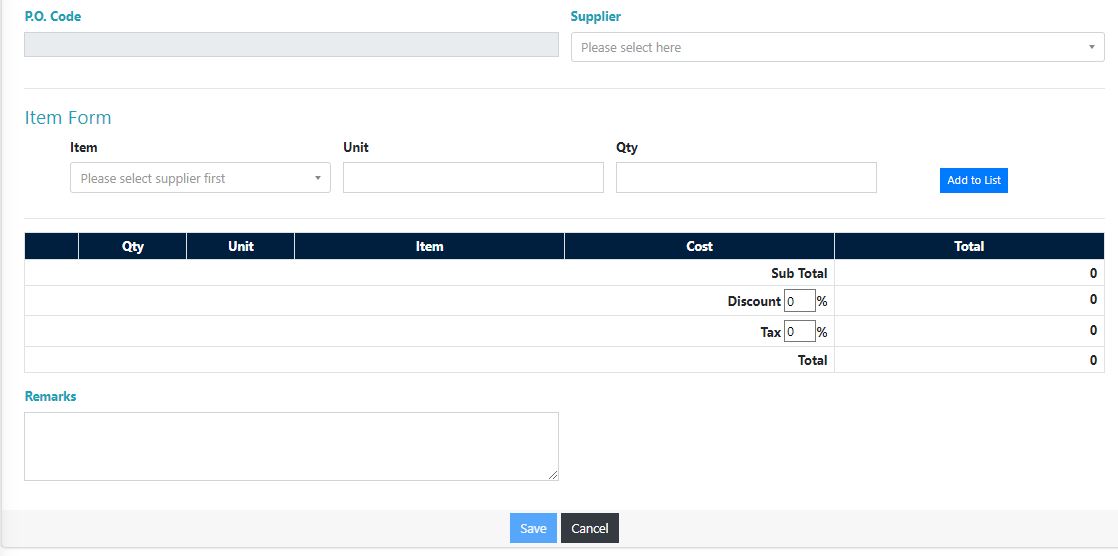 P.O. Code Supplier
Please select here
Item Form
Item Unit Qty
Please select supplier first Add to List
Qty Unit Item Cost Total
Sub Total 0
Discount 0 % 0
Tax 0 % 0
Total 0
Remarks
Save Cancel